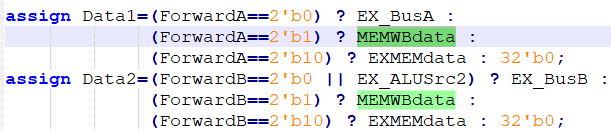 assign Data1=(ForwardA==2'b0) ? EX_BusA :
(ForwardA==2'b1) ? MEMWBdata :
(ForwardA==2'b10) ? EXMEMdata : 32'b0;
assign Data2=(ForwardB==2'b0 || EX_ALUSrc2) ? EX_BusB :
(ForwardB==2'b1) ? MEMWBdata :
(ForwardB==2'b10) ? EXMEMdata : 32'b0;